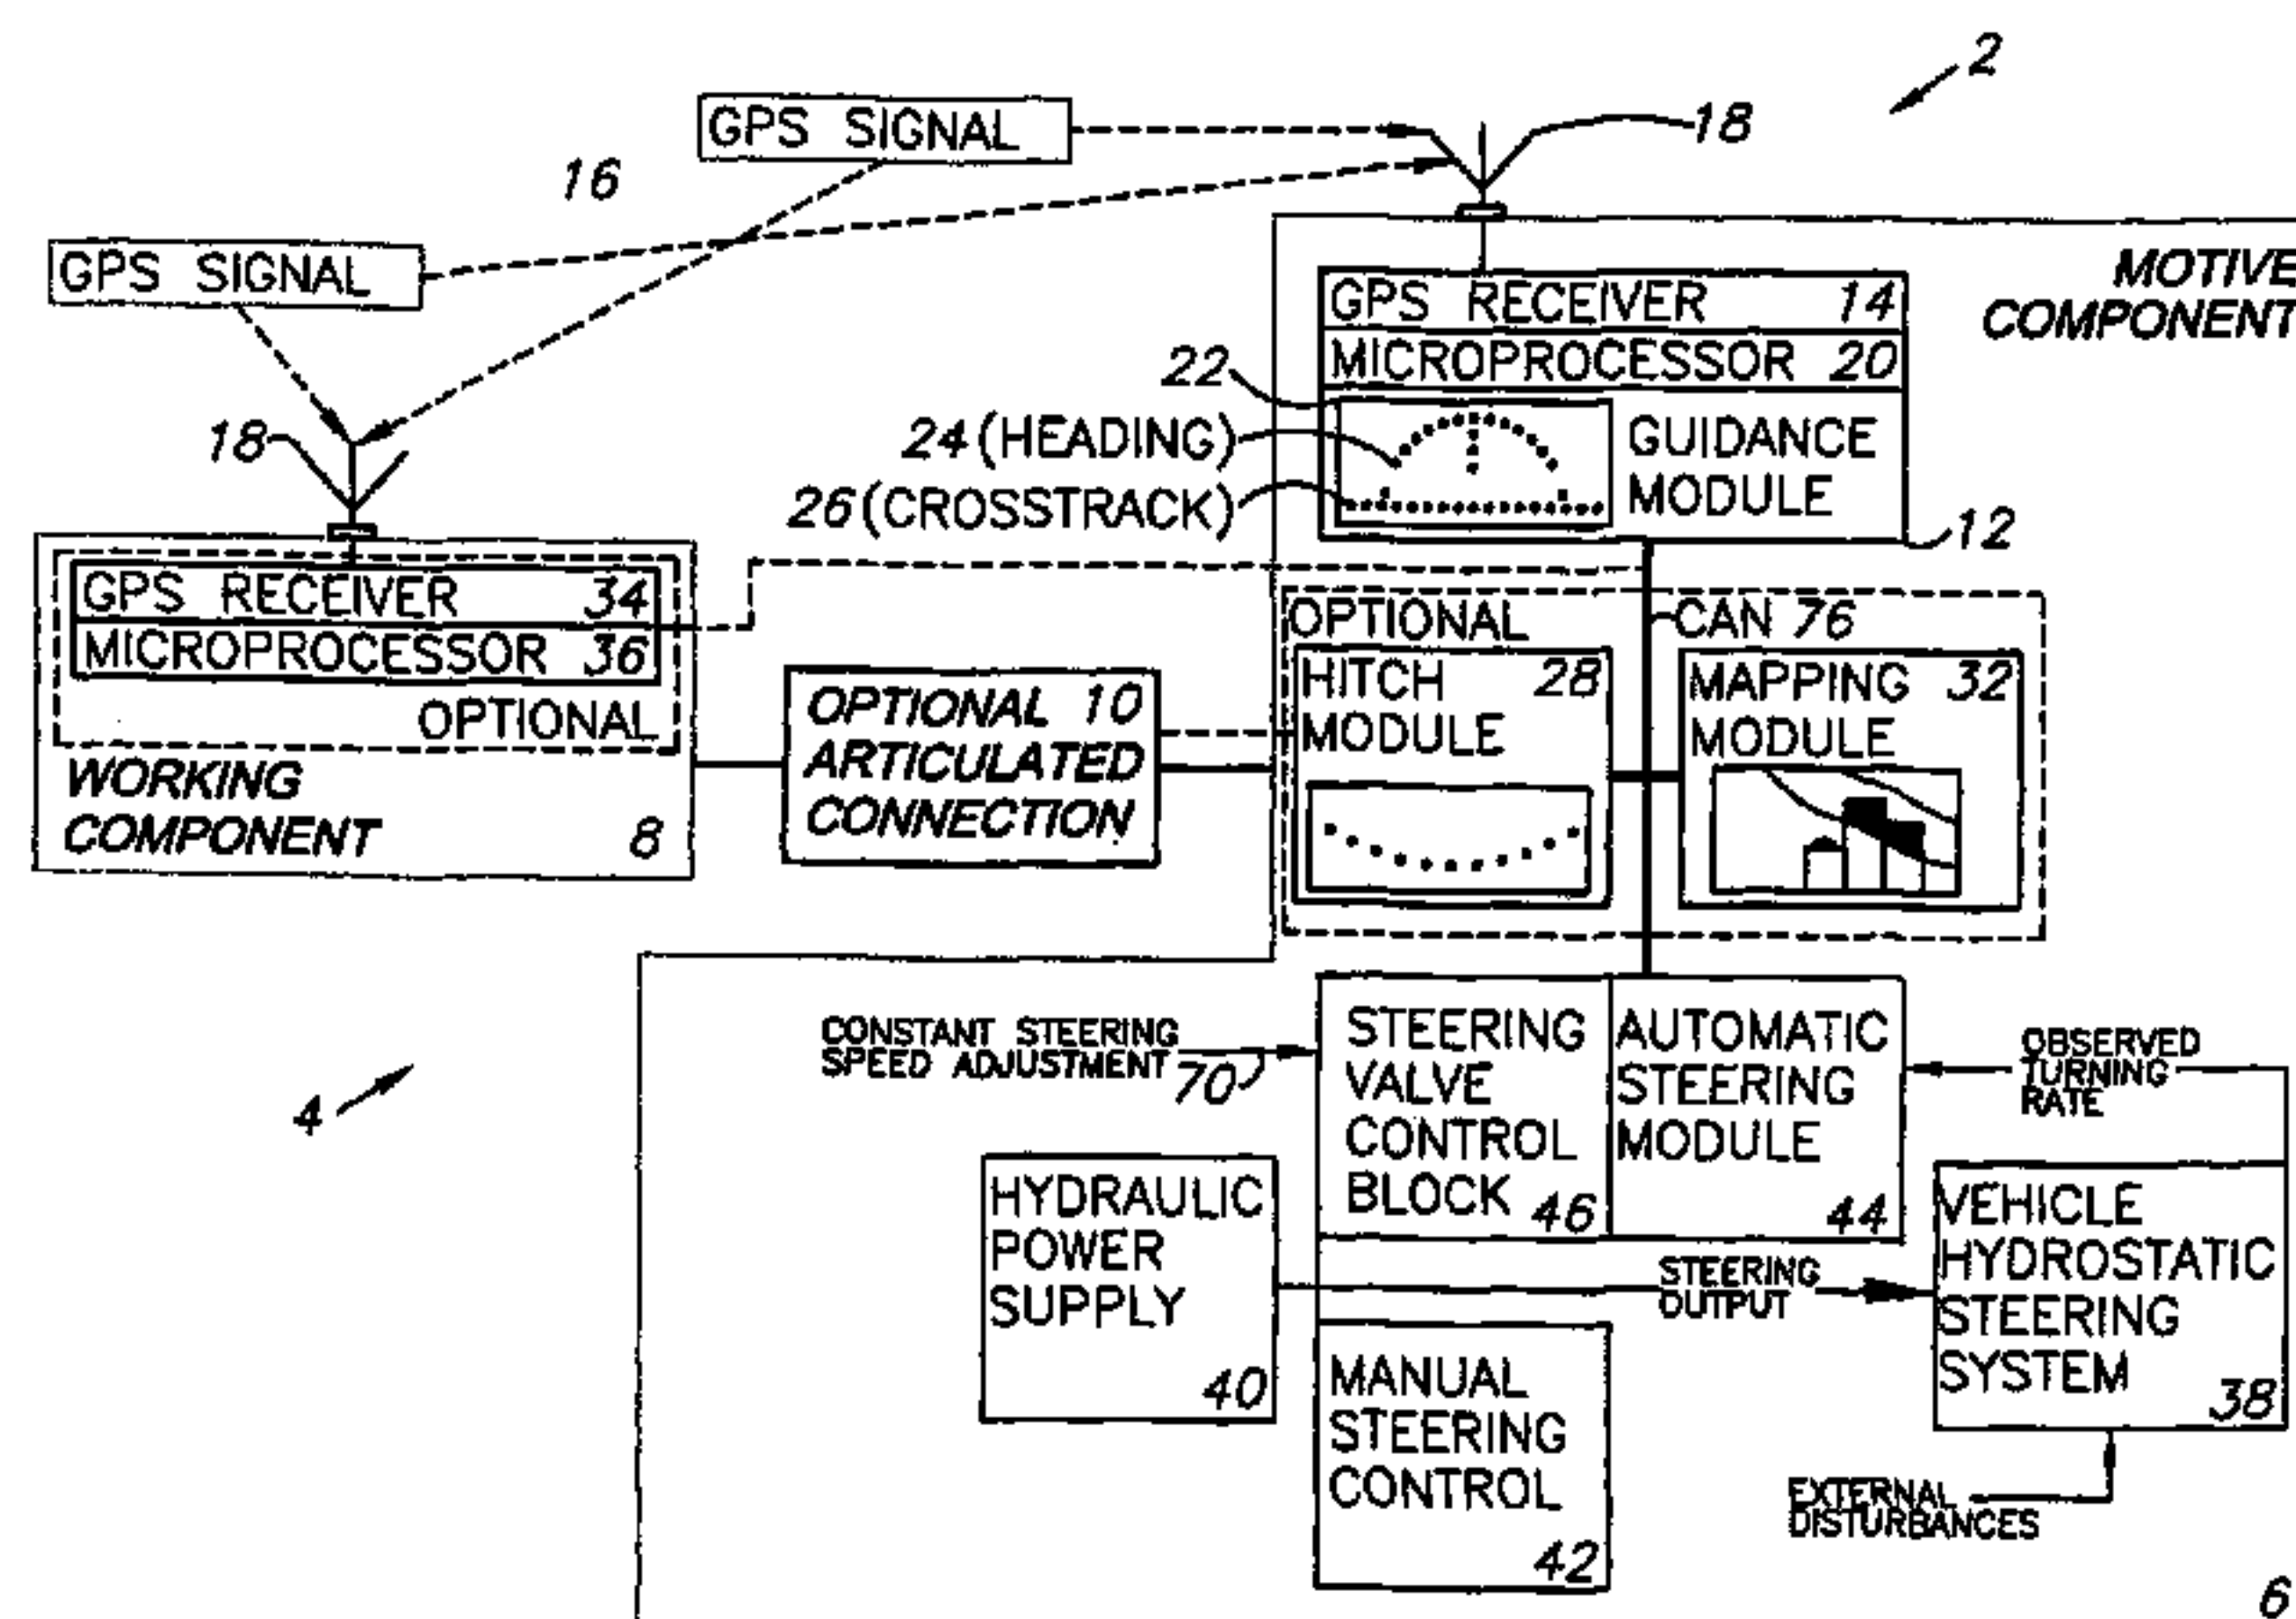 2
GPS SIGNAL
18
16
GPS SIGNAL
MOTIVE
COMPONENT
GPS RECEIVER 14
MICROPROCESSOR 20
22
24 (HEADING)
26 (CROSSTRACK)
GUIDANCE
MODULE
12
18
GPS RECEIVER 34
MICROPROCESSOR 36
OPTIONAL
WORKING
COMPONENT 8
OPTIONAL 10
ARTICULATED
CONNECTION
OPTIONAL
CAN 76
HITCH 28
MODULE
MAPPING 32
MODULE
4
CONSTANT STEERING
SPEED ADJUSTMENT
70
STEERING
VALVE
CONTROL
BLOCK 46
AUTOMATIC
STEERING
MODULE
44
OBSERVED
TURNING
RATE
HYDRAULIC
POWER
SUPPLY
40
STEERING
OUTPUT
VEHICLE
HYDROSTATIC
STEERING
SYSTEM
38
MANUAL
STEERING
CONTROL
42
EXTERNAL
DISTURBANCES
6